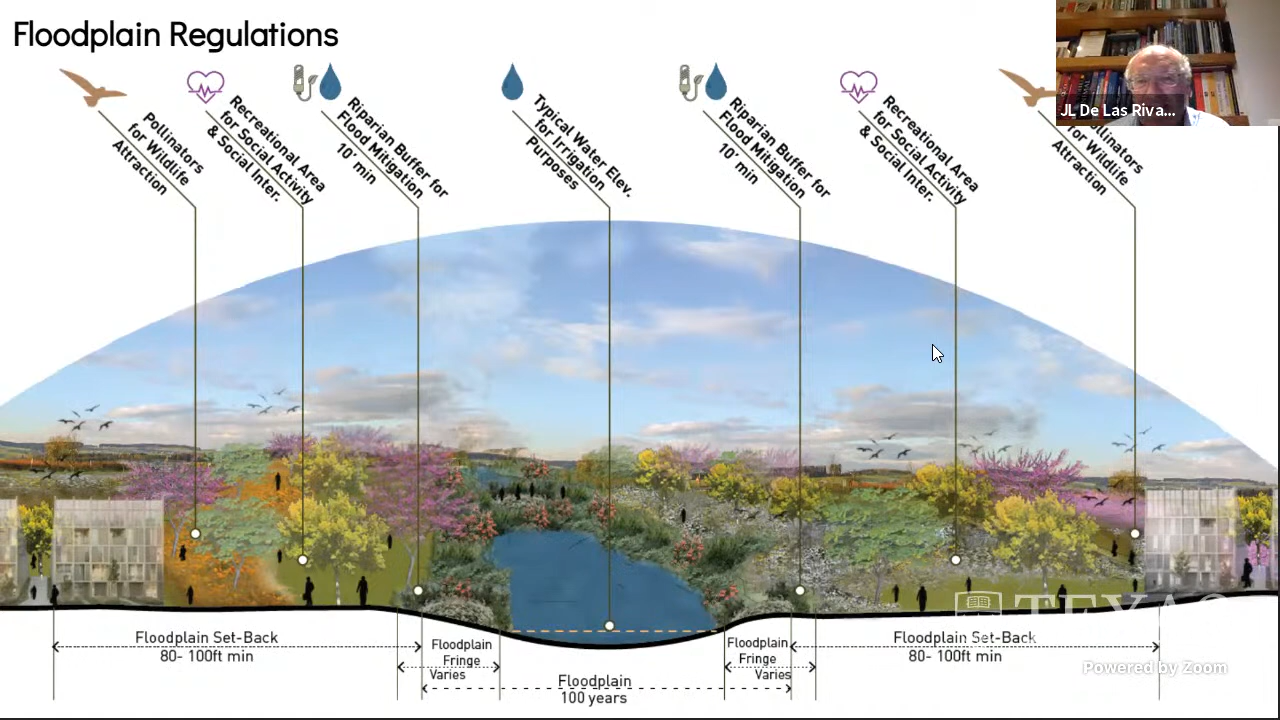 Floodplain Regulations
JL De Las Riva...
Pollinators
for Wildlife
Attraction
Recreational Area
for Social Activity
& Social Inter.
Riparian Buffer for
Flood Mitigation
10' min
Typical Water Elev.
for Irrigation
Purposes
Riparian Buffer for
Flood Mitigation
10' min
Recreational Area
for Social Activity
& Social Inter.
for Wildlife
Attraction
TEXAS
Floodplain Set-Back
80- 100ft min
Floodplain
Fringe
Varies
Floodplain
100 years
Floodplain
Fringe
Varies
Floodplain Set-Back
80- 100ft min
Powered by Zoom